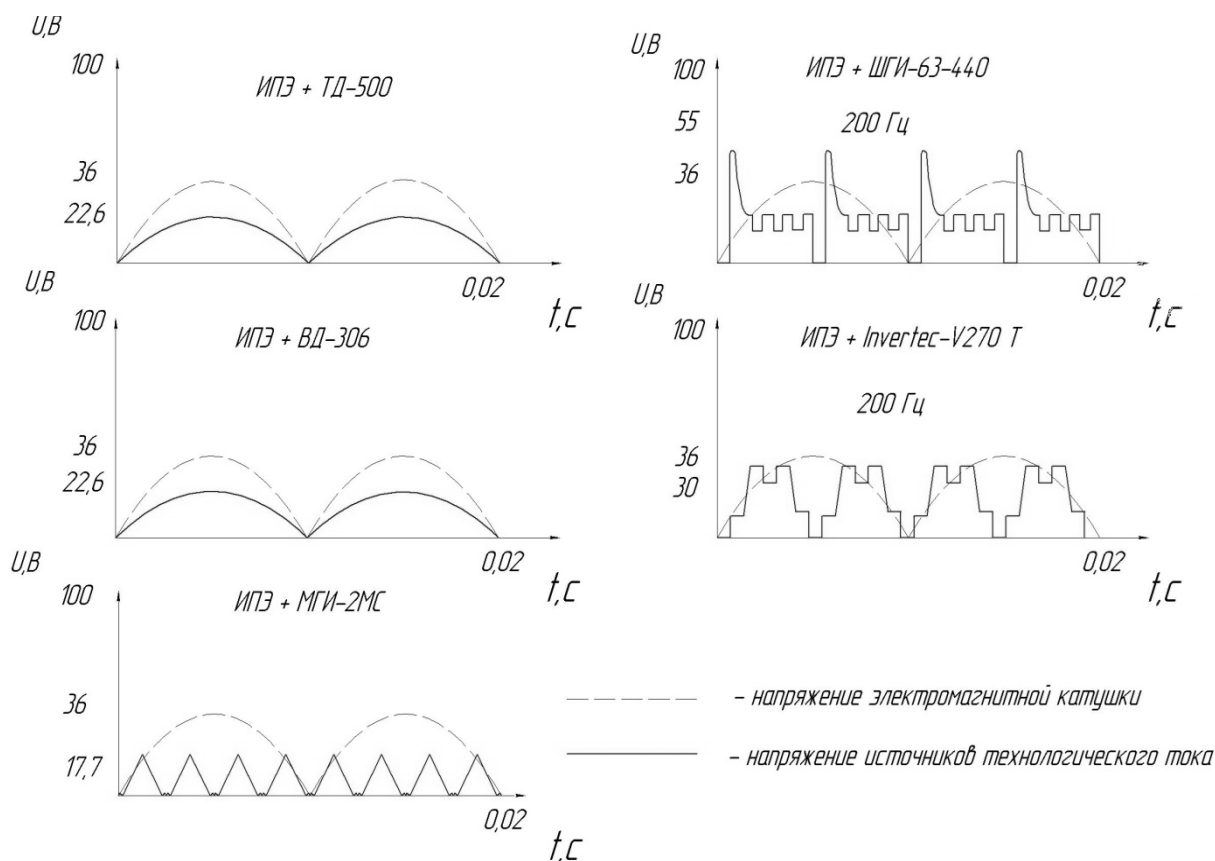 U,В
100
ИПЭ + ТД-500
36
22,6
0,02
t,с
U,В
100
ИПЭ + ШГИ-63-440
55
200 Гц
36
0,02
t,с
U,В
100
ИПЭ + ВД-306
36
22,6
0,02
t,с
U,В
100
ИПЭ + Invertec-V270 Т
200 Гц
36
30
0,02
t,с
U,В
100
ИПЭ + МГИ-2МС
36
17,7
0,02
t,с
- напряжение электромагнитной катушки
- напряжение источников технологического тока